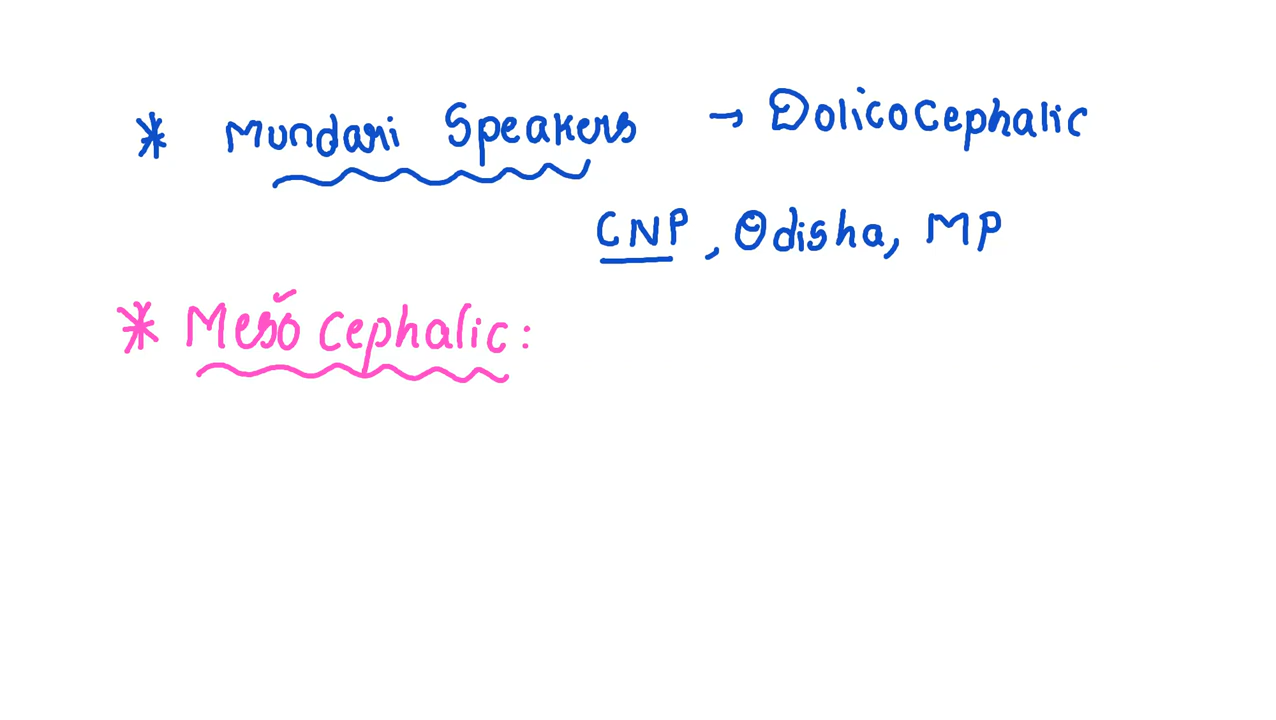 * Mundari Speakers → Dolicocephalic
CNP, Odisha, MP
* Meso cephalic: